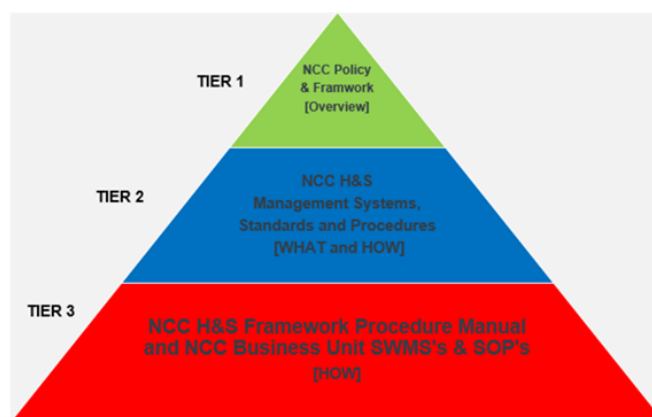 TIER 1
NCC Policy
& Framwork
[Overview]
TIER 2
NCC H&S
Management Systems,
Standards and Procedures
[WHAT and HOW]
TIER 3
NCC H&S Framework Procedure Manual
and NCC Business Unit SWMS's & SOP's
[HOW]